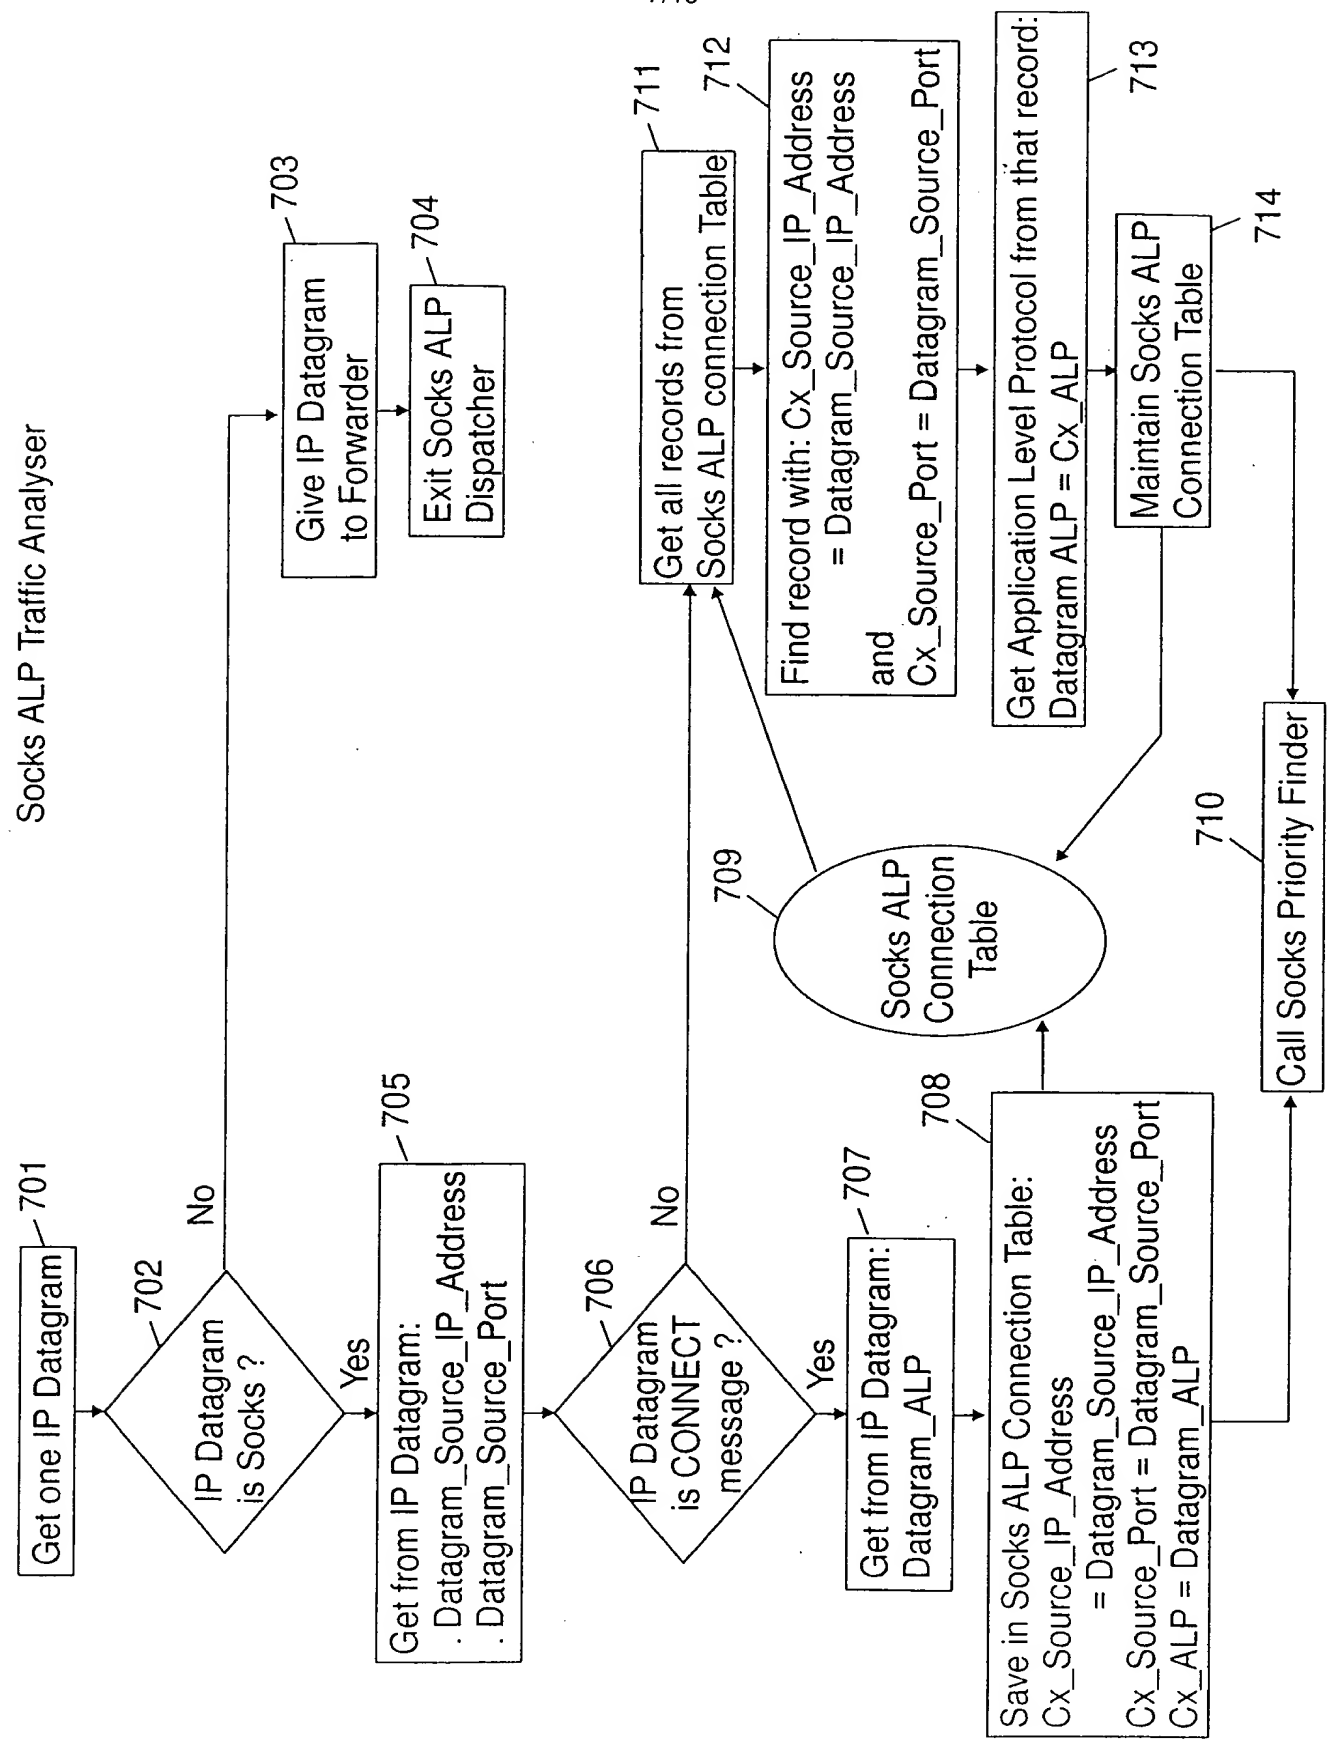 Socks ALP Traffic Analyser
701
Get one IP Datagram
702
IP Datagram
is Socks ?
No
Yes
703
Give IP Datagram
to Forwarder
704
Exit Socks ALP
Dispatcher
705
Get from IP Datagram:
. Datagram_Source_IP_Address
. Datagram_Source_Port
706
IP Datagram
is CONNECT
message ?
No
Yes
707
Get from IP Datagram:
Datagram_ALP
708
Save in Socks ALP Connection Table:
Cx_Source_IP_Address
= Datagram_Source_IP_Address
Cx_Source_Port = Datagram_Source_Port
Cx_ALP = Datagram_ALP
709
Socks ALP
Connection
Table
710
Call Socks Priority Finder
711
Get all records from
Socks ALP connection Table
712
Find record with: Cx_Source_IP_Address
= Datagram_Source_IP_Address
and
Cx_Source_Port = Datagram_Source_Port
713
Get Application Level Protocol from that record:
Datagram ALP = Cx_ALP
714
Maintain Socks ALP
Connection Table